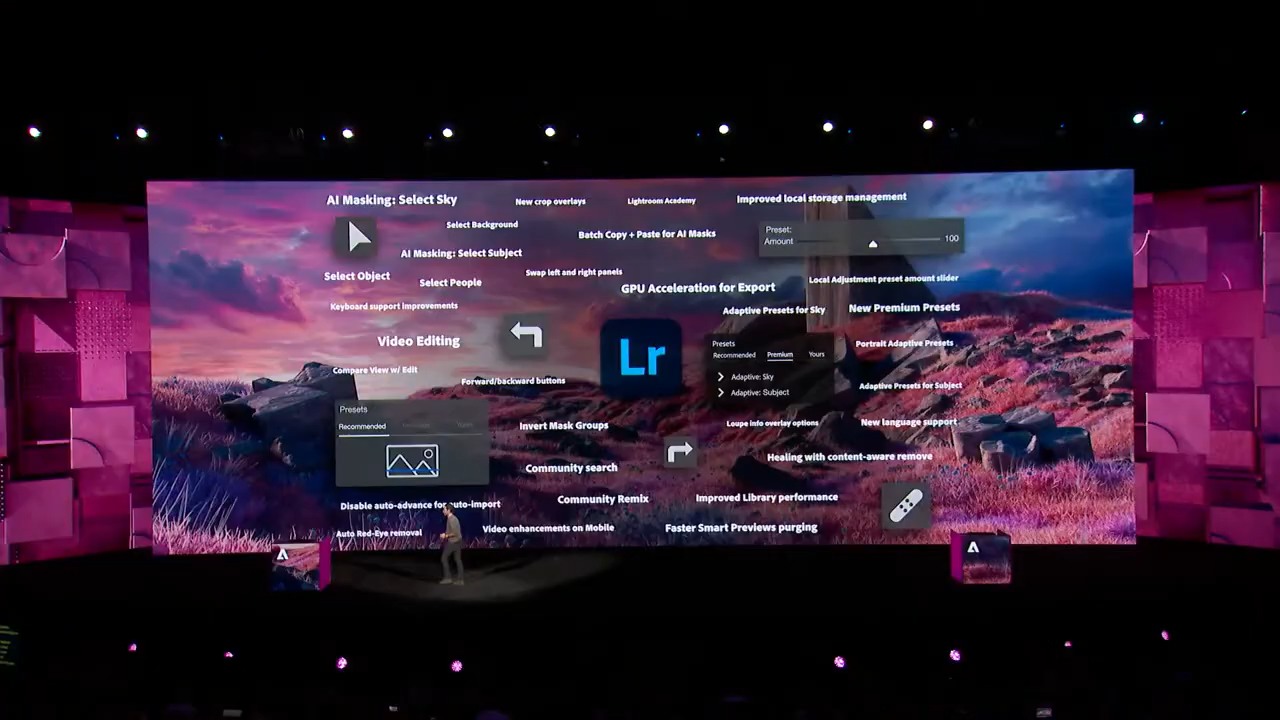 AI Masking: Select Sky
New crop overlays
Lightroom Academy
Improved local storage management
Select Background
Batch Copy + Paste for AI Masks
Preset:
Amount
100
AI Masking: Select Subject
Select Object
Select People
Swap left and right panels
GPU Acceleration for Export
Local Adjustment preset amount slider
Keyboard support improvements
Adaptive Presets for Sky
New Premium Presets
Video Editing
Lr
Presets
Recommended Premium Yours
Adaptive: Sky
Adaptive: Subject
Portrait Adaptive Presets
Compare View w/ Edit
Forward/backward buttons
Adaptive Presets for Subject
Presets
Recommended
Invert Mask Groups
Loupe info overlay options
New language support
Community search
Healing with content-aware remove
Disable auto-advance for auto-import
Community Remix
Improved Library performance
Auto Red-Eye removal
Video enhancements on Mobile
Faster Smart Previews purging